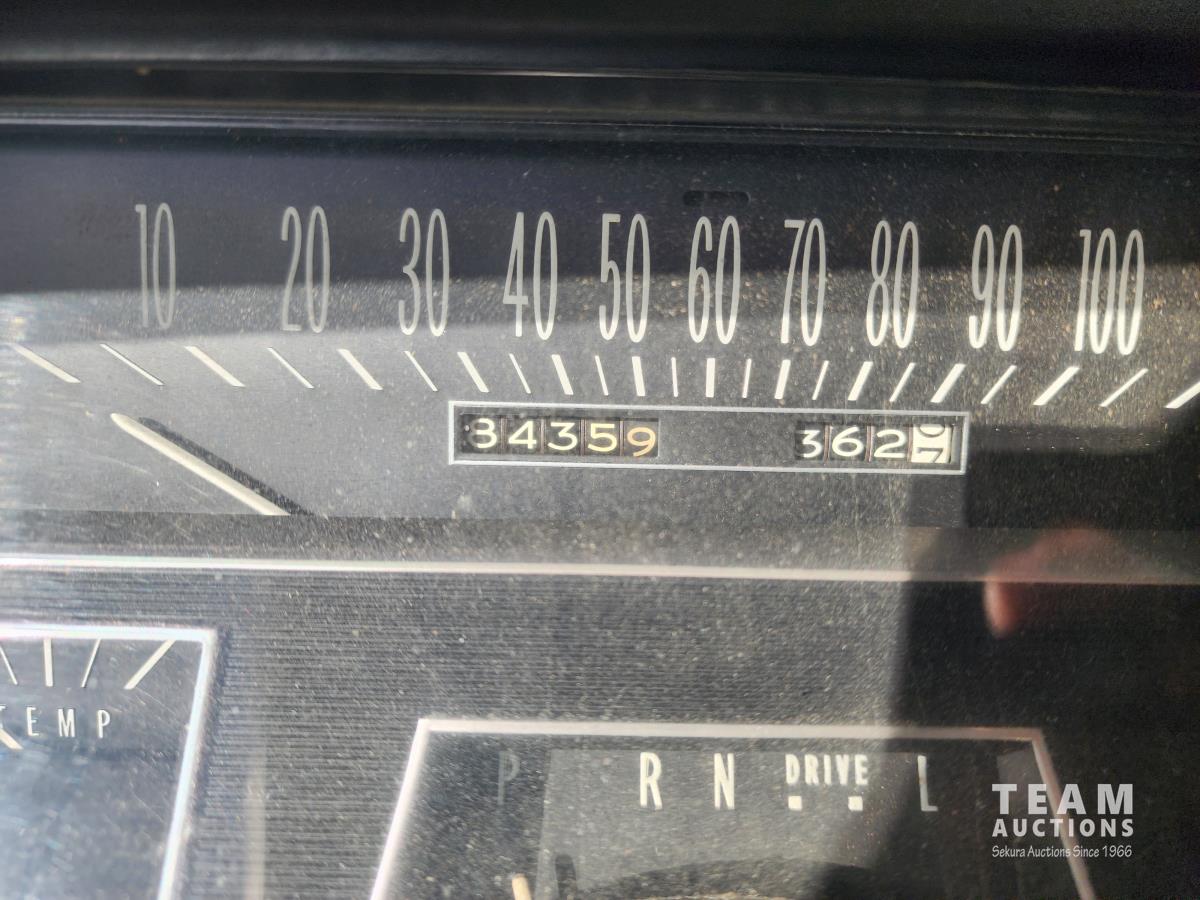 10 20 30 40 50 60 70 80 90 100
34359 362
TEMP
P R N DRIVE L
TEAM
AUCTIONS
Sekura Auctions Since 1966